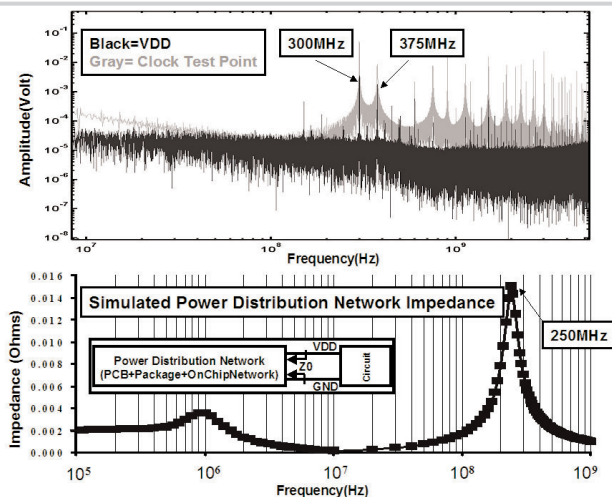 Black=VDD
Gray= Clock Test Point
300MHz
375MHz
Amplitude(Volt)
10⁻¹
10⁻²
10⁻³
10⁻⁴
10⁻⁵
10⁻⁶
10⁻⁷
10⁻⁸
10⁷
10⁸
10⁹
Frequency(Hz)
Simulated Power Distribution Network Impedance
250MHz
Power Distribution Network
(PCB+Package+OnChipNetwork)
VDD
Z0
GND
Circuit
Impedance (Ohms)
0.016
0.014
0.012
0.010
0.008
0.006
0.004
0.002
0.000
10⁵
10⁶
10⁷
10⁸
10⁹
Frequency(Hz)